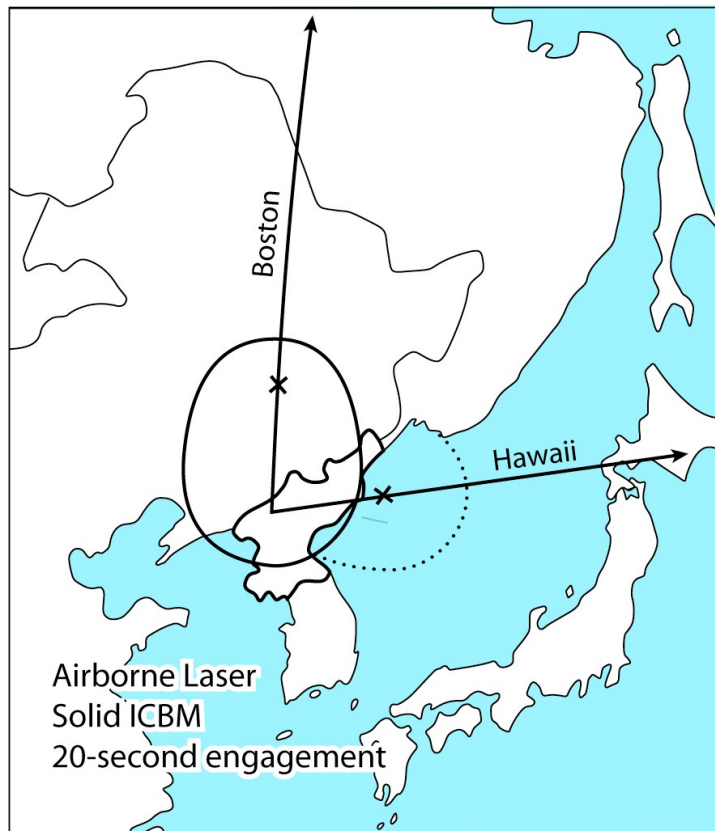 Boston
Hawaii
Airborne Laser
Solid ICBM
20-second engagement